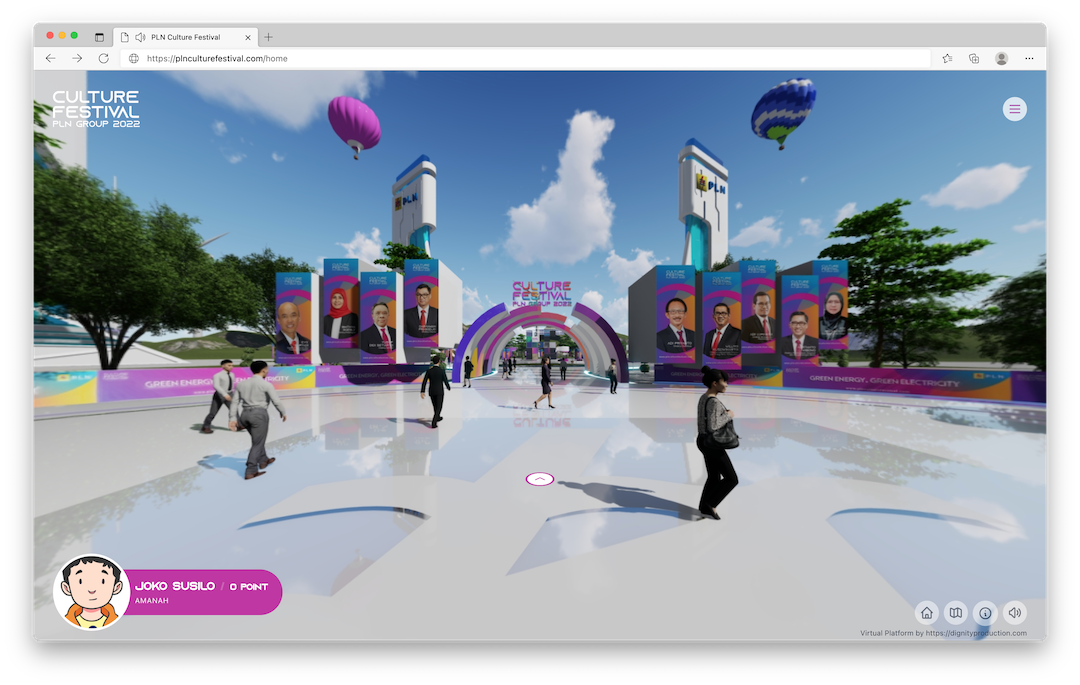 PLN Culture Festival
https://plnculturefestival.com/home
CULTURE
FESTIVAL
PLN GROUP 2022
PLN
PLN
CULTURE
FESTIVAL
PLN GROUP 2022
PLN
GREEN ENERGY, GREEN ELECTRICITY
GREEN ENERGY, GREEN ELECTRICITY
PLN
JOKO SUSILO / 0 POINT
AMANAH
Virtual Platform by https://dignityproduction.com